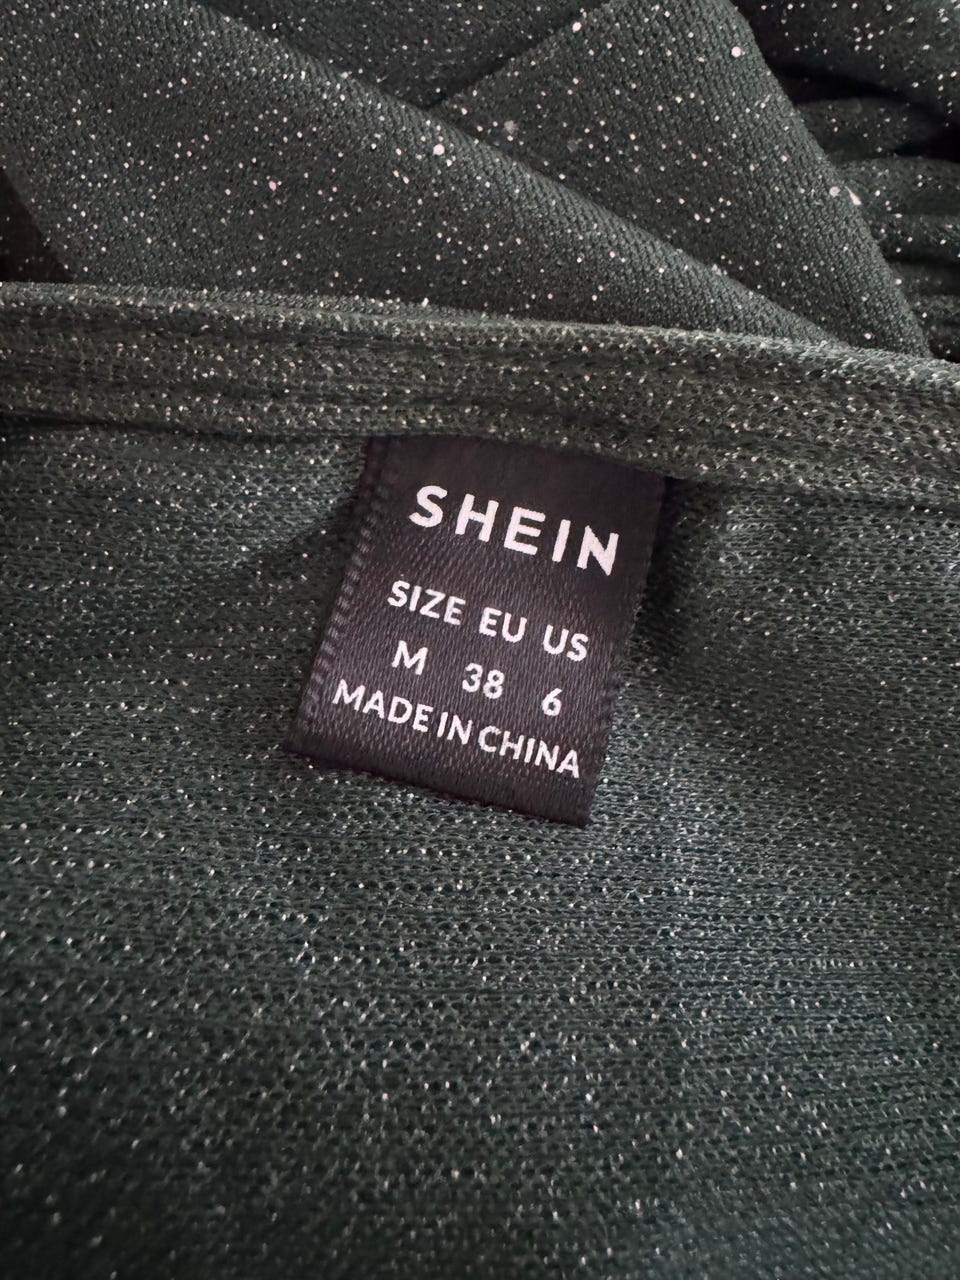 SHEIN
SIZE EU US
M 38 6
MADE IN CHINA